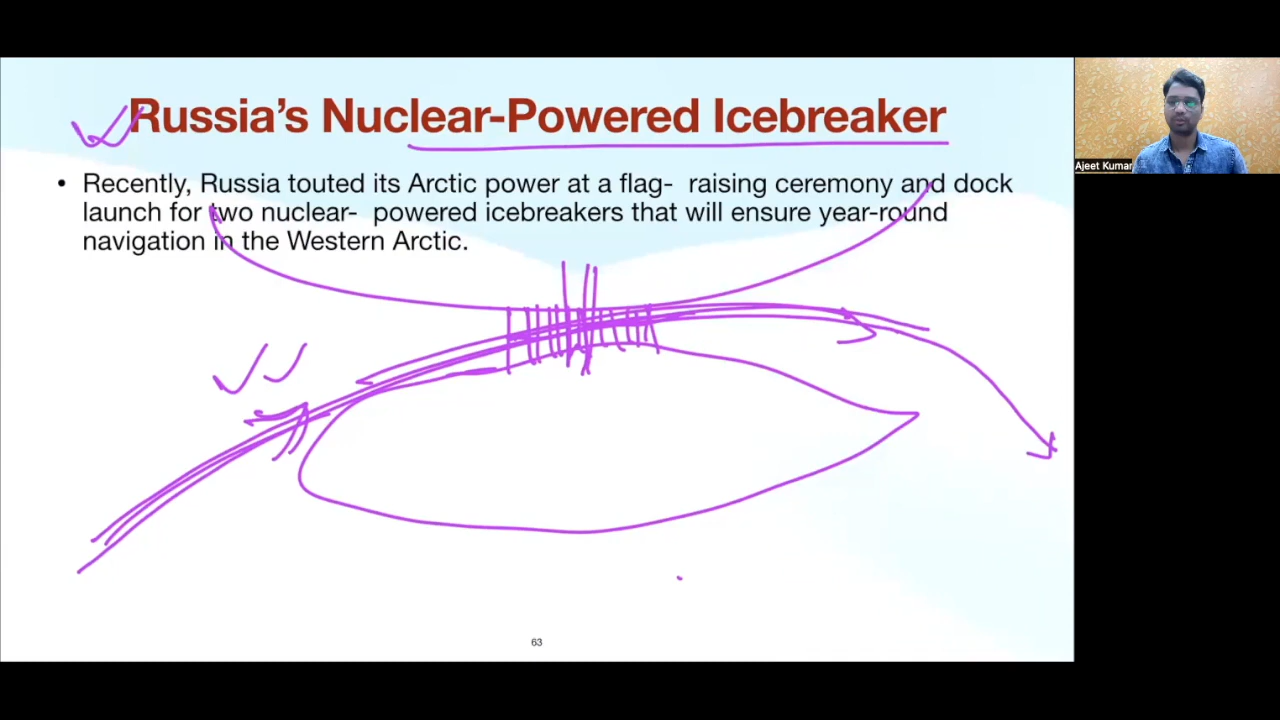 Russia's Nuclear-Powered Icebreaker
• Recently, Russia touted its Arctic power at a flag- raising ceremony and dock
launch for two nuclear- powered icebreakers that will ensure year-round
navigation in the Western Arctic.
Ajeet Kumar
63